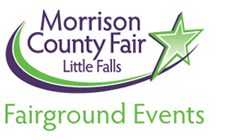 Morrison
County Fair
Little Falls
Fairground Events